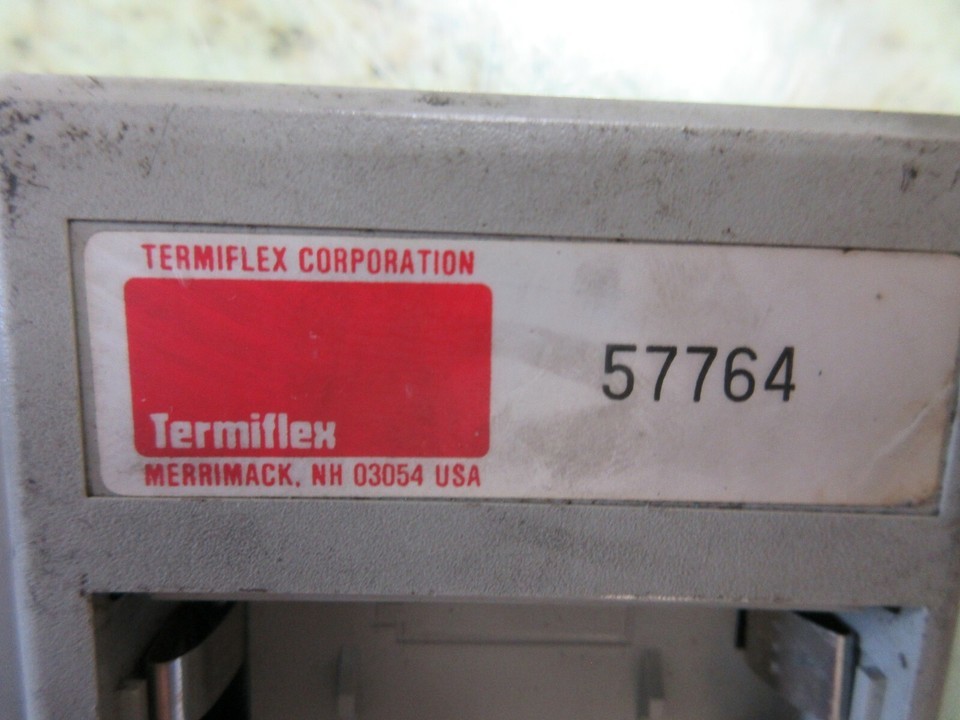 TERMIFLEX CORPORATION
Termiflex
MERRIMACK, NH 03054 USA
57764